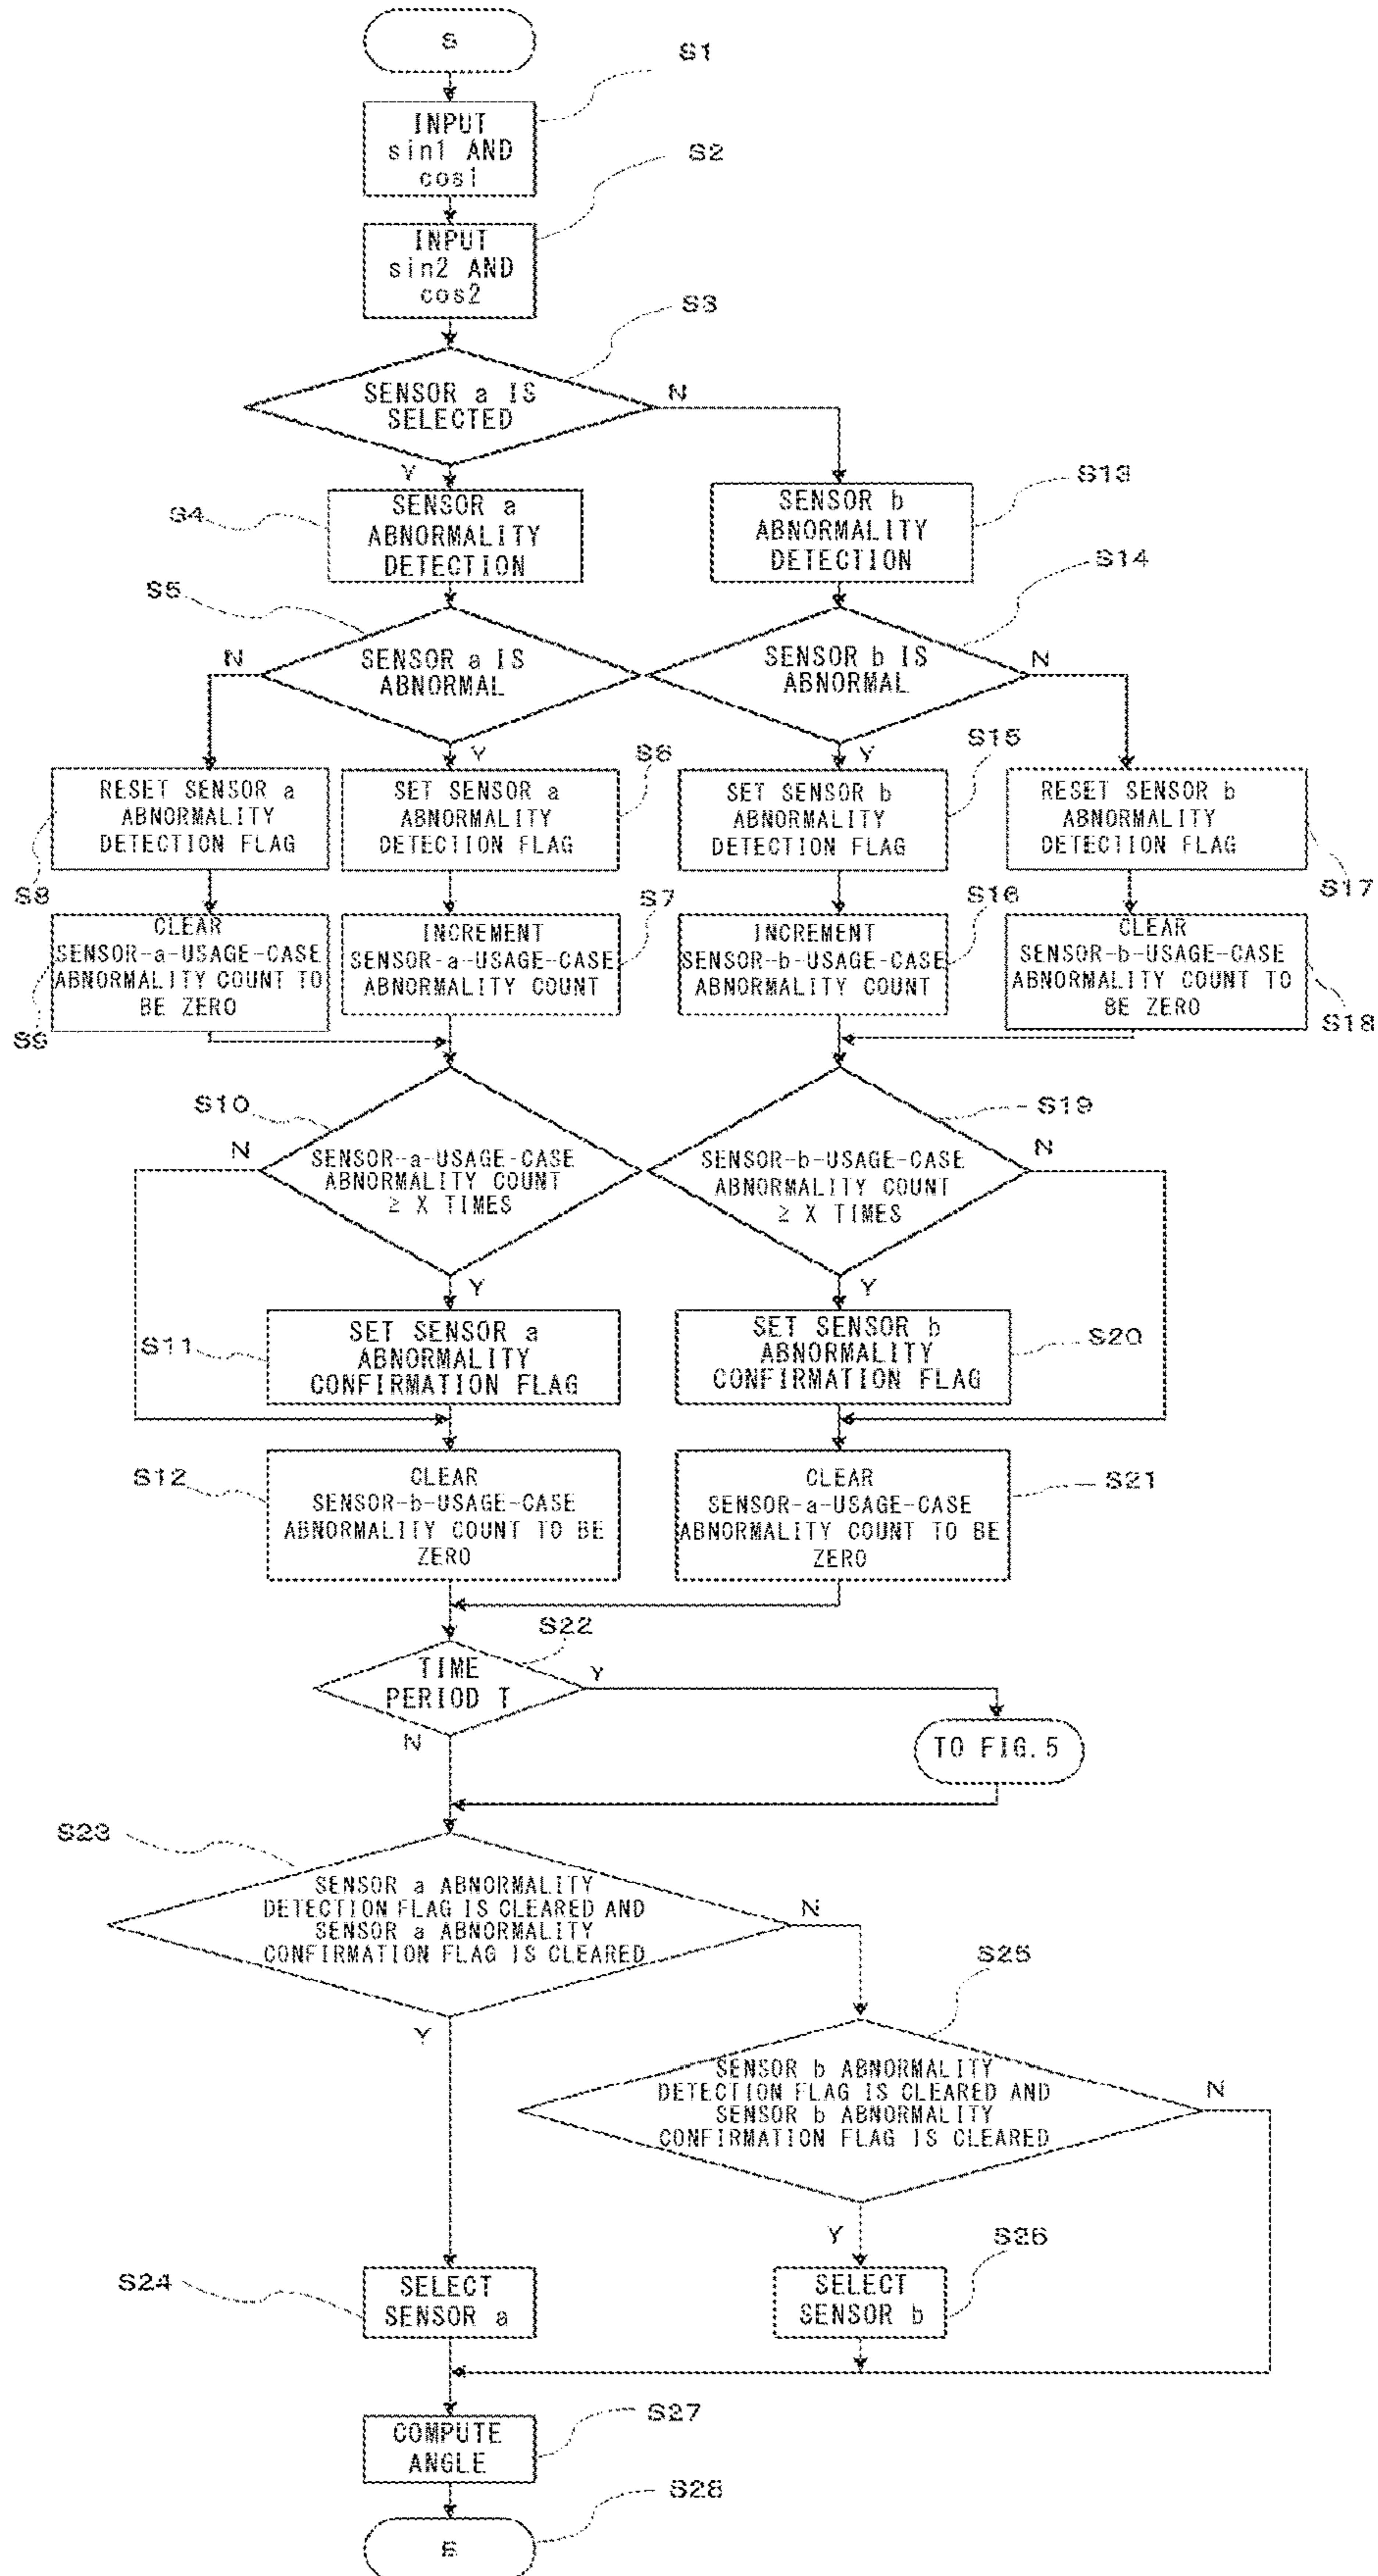 S
S1
INPUT
sin1 AND
cos1
S2
INPUT
sin2 AND
cos2
S3
SENSOR a IS
SELECTED
N
Y
S4
SENSOR a
ABNORMALITY
DETECTION
SENSOR b
ABNORMALITY
DETECTION
S13
S5
S14
N
SENSOR a IS
ABNORMAL
SENSOR b IS
ABNORMAL
N
Y
S6
Y
S15
RESET SENSOR a
ABNORMALITY
DETECTION FLAG
SET SENSOR a
ABNORMALITY
DETECTION FLAG
SET SENSOR b
ABNORMALITY
DETECTION FLAG
RESET SENSOR b
ABNORMALITY
DETECTION FLAG
S8
S7
S16
S17
CLEAR
SENSOR-a-USAGE-CASE
ABNORMALITY COUNT TO
BE ZERO
INCREMENT
SENSOR-a-USAGE-CASE
ABNORMALITY COUNT
INCREMENT
SENSOR-b-USAGE-CASE
ABNORMALITY COUNT
CLEAR
SENSOR-b-USAGE-CASE
ABNORMALITY COUNT TO
BE ZERO
S9
S18
S10
S19
N
SENSOR-a-USAGE-CASE
ABNORMALITY COUNT
≥ X TIMES
SENSOR-b-USAGE-CASE
ABNORMALITY COUNT
≥ X TIMES
N
Y
Y
S11
SET SENSOR a
ABNORMALITY
CONFIRMATION FLAG
SET SENSOR b
ABNORMALITY
CONFIRMATION FLAG
S20
S12
CLEAR
SENSOR-b-USAGE-CASE
ABNORMALITY COUNT TO BE
ZERO
CLEAR
SENSOR-a-USAGE-CASE
ABNORMALITY COUNT TO BE
ZERO
S21
S22
TIME
PERIOD T
Y
N
TO FIG.5
S23
SENSOR a ABNORMALITY
DETECTION FLAG IS CLEARED AND
SENSOR a ABNORMALITY
CONFIRMATION FLAG IS CLEARED
N
Y
S25
SENSOR b ABNORMALITY
DETECTION FLAG IS CLEARED AND
SENSOR b ABNORMALITY
CONFIRMATION FLAG IS CLEARED
N
Y
S24
SELECT
SENSOR a
S26
SELECT
SENSOR b
S27
COMPUTE
ANGLE
S28
E